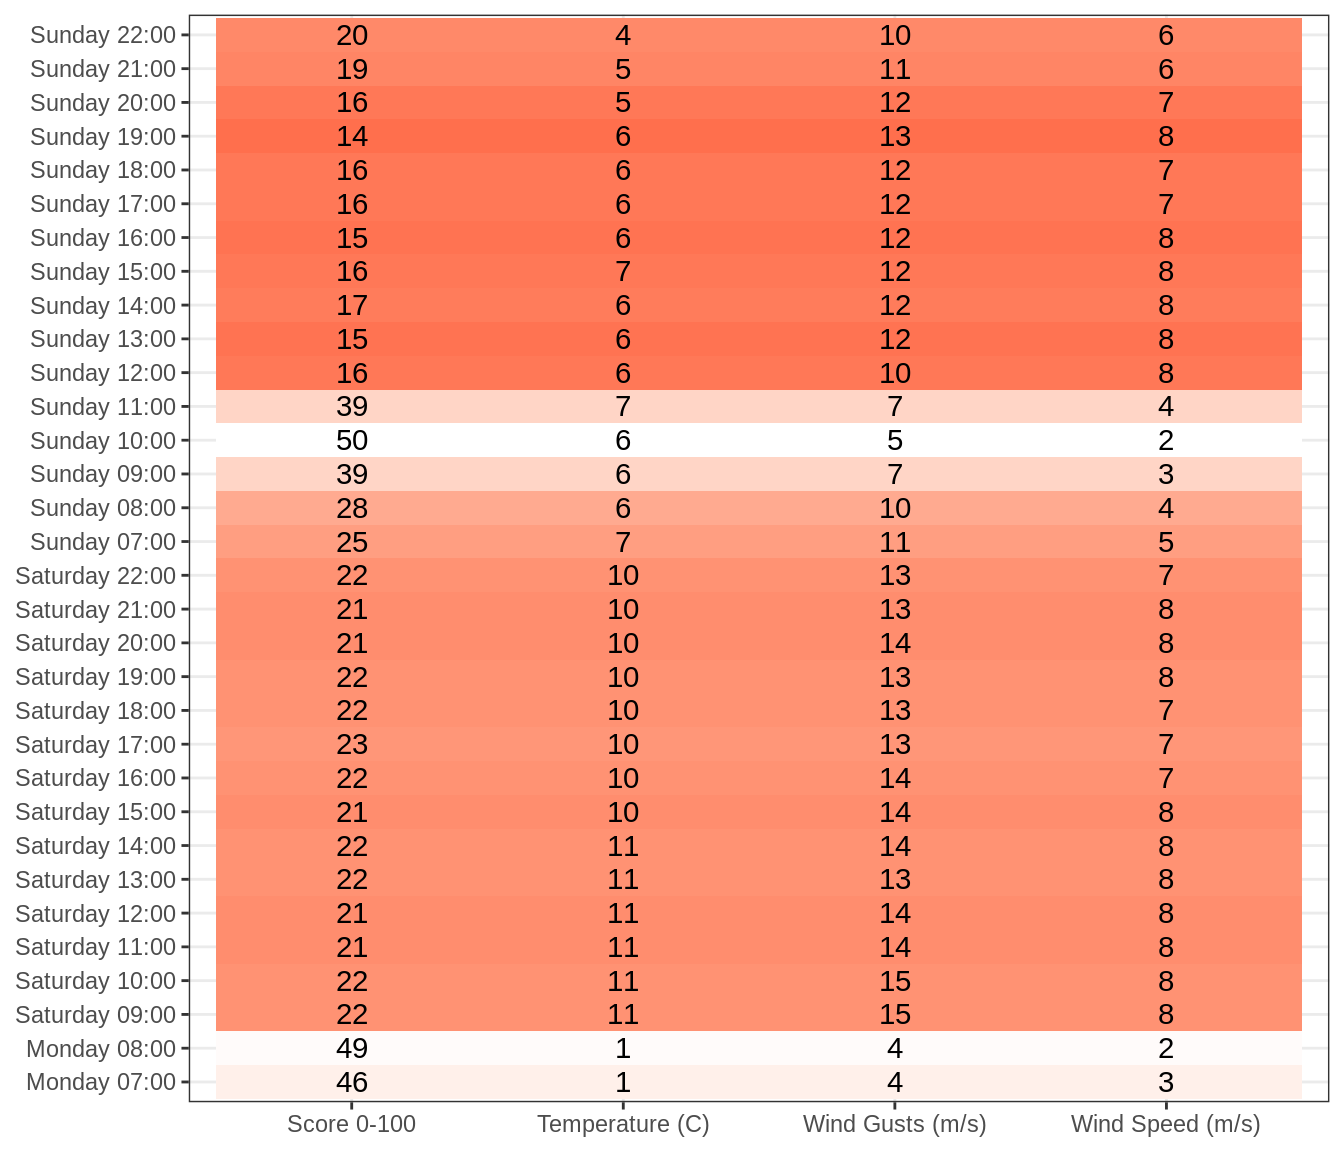 Sunday 22:00 20 4 10 6
Sunday 21:00 19 5 11 6
Sunday 20:00 16 5 12 7
Sunday 19:00 14 6 13 8
Sunday 18:00 16 6 12 7
Sunday 17:00 16 6 12 7
Sunday 16:00 15 6 12 8
Sunday 15:00 16 7 12 8
Sunday 14:00 17 6 12 8
Sunday 13:00 15 6 12 8
Sunday 12:00 16 6 10 8
Sunday 11:00 39 7 7 4
Sunday 10:00 50 6 5 2
Sunday 09:00 39 6 7 3
Sunday 08:00 28 6 10 4
Sunday 07:00 25 7 11 5
Saturday 22:00 22 10 13 7
Saturday 21:00 21 10 13 8
Saturday 20:00 21 10 14 8
Saturday 19:00 22 10 13 8
Saturday 18:00 22 10 13 7
Saturday 17:00 23 10 13 7
Saturday 16:00 22 10 14 7
Saturday 15:00 21 10 14 8
Saturday 14:00 22 11 14 8
Saturday 13:00 22 11 13 8
Saturday 12:00 21 11 14 8
Saturday 11:00 21 11 14 8
Saturday 10:00 22 11 15 8
Saturday 09:00 22 11 15 8
Monday 08:00 49 1 4 2
Monday 07:00 46 1 4 3
Score 0-100 Temperature (C) Wind Gusts (m/s) Wind Speed (m/s)